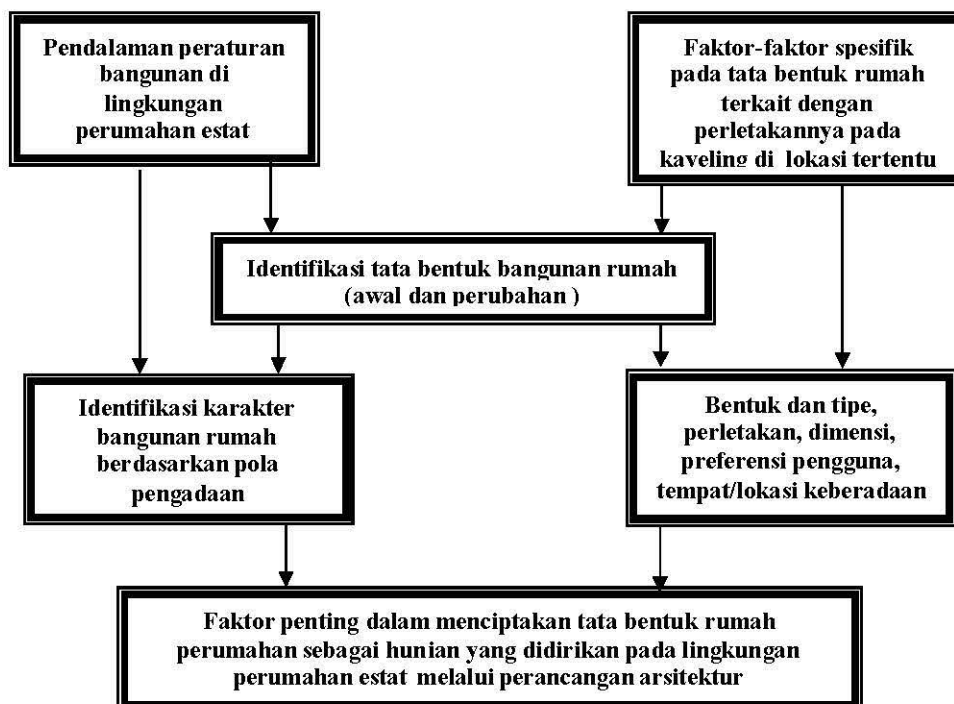 Pendalaman peraturan
bangunan di
lingkungan
perumahan estat
Faktor-faktor spesifik
pada tata bentuk rumah
terkait dengan
perletakannya pada
kaveling di lokasi tertentu
Identifikasi tata bentuk bangunan rumah
(awal dan perubahan )
Identifikasi karakter
bangunan rumah
berdasarkan pola
pengadaan
Bentuk dan tipe,
perletakan, dimensi,
preferensi pengguna,
tempat/lokasi keberadaan
Faktor penting dalam menciptakan tata bentuk rumah
perumahan sebagai hunian yang didirikan pada lingkungan
perumahan estat melalui perancangan arsitektur